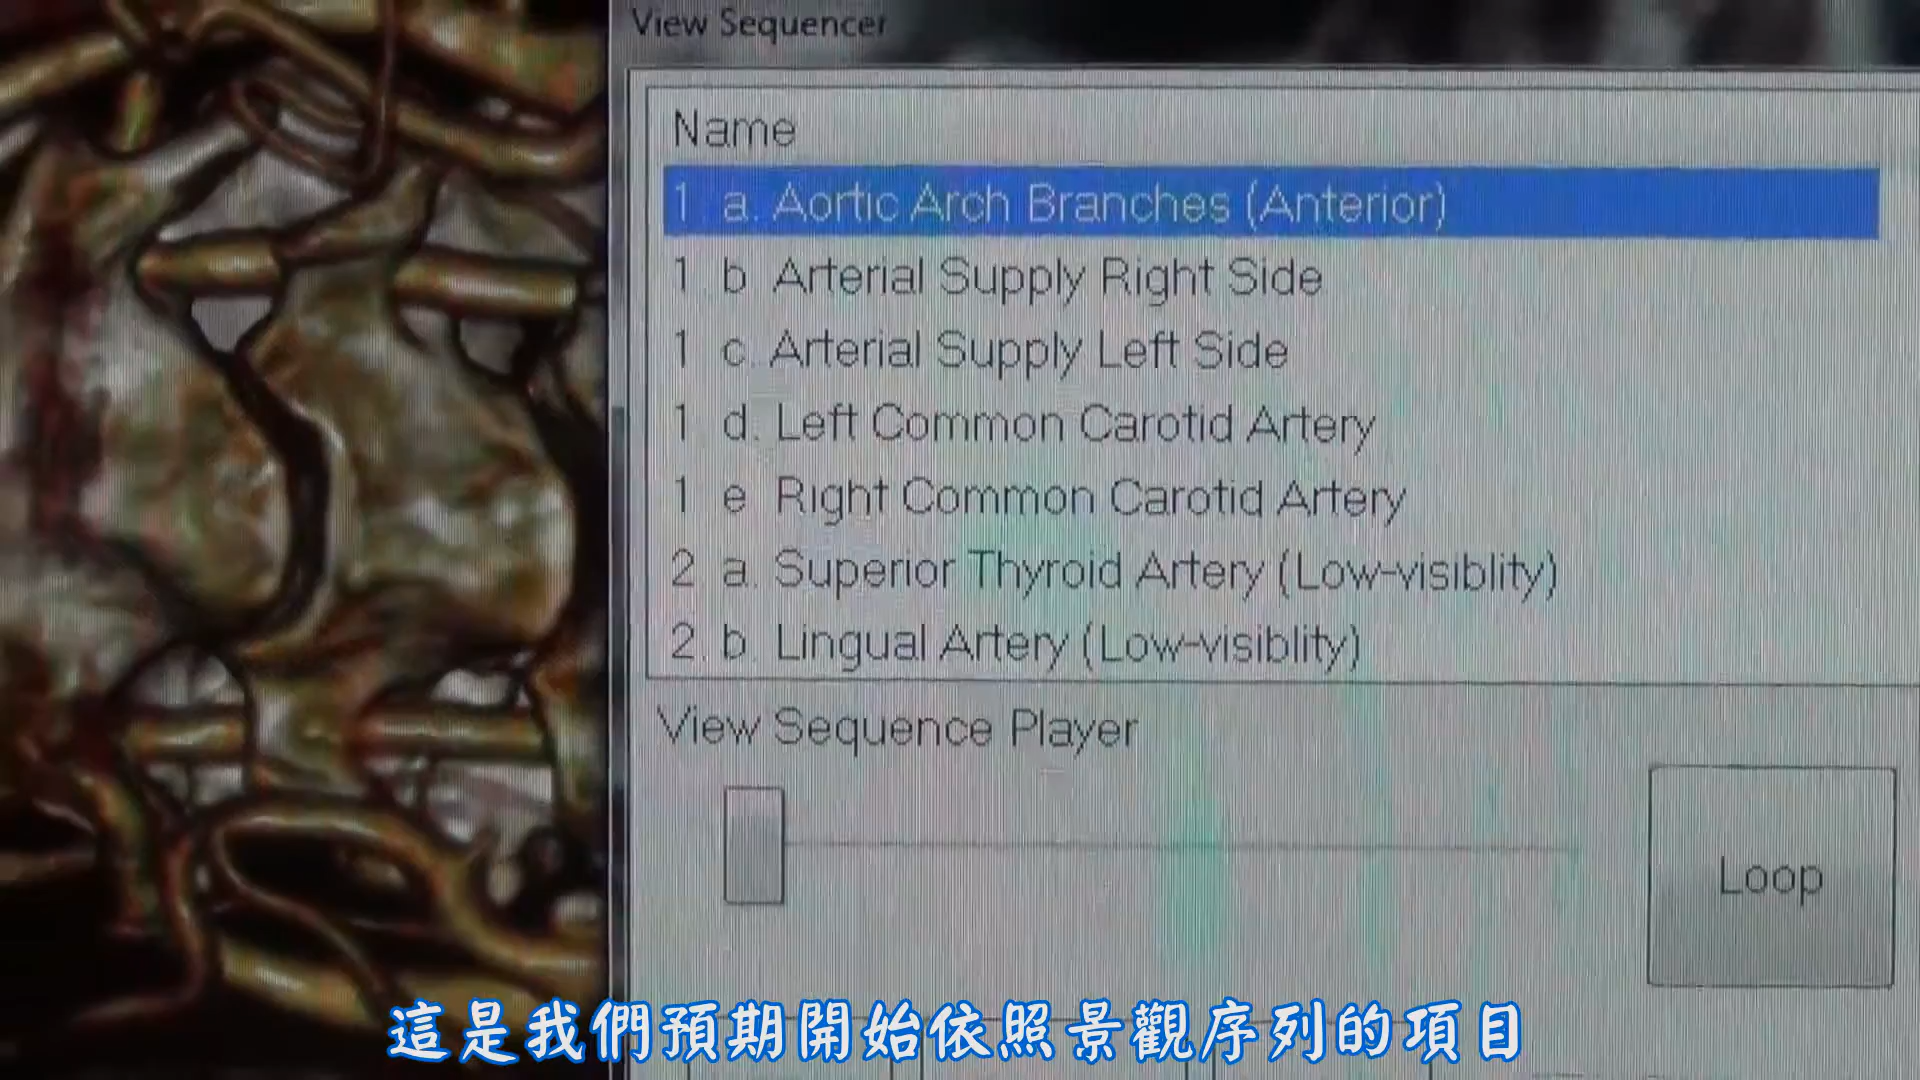 View Sequencer
Name
1 a. Aortic Arch Branches (Anterior)
1 b Arterial Supply Right Side
1 c. Arterial Supply Left Side
1 d. Left Common Carotid Artery
1 e Right Common Carotid Artery
2 a. Superior Thyroid Artery (Low-visiblity)
2. b. Lingual Artery (Low-visiblity)
View Sequence Player
Loop
這是我們預期開始依照景觀序列的項目